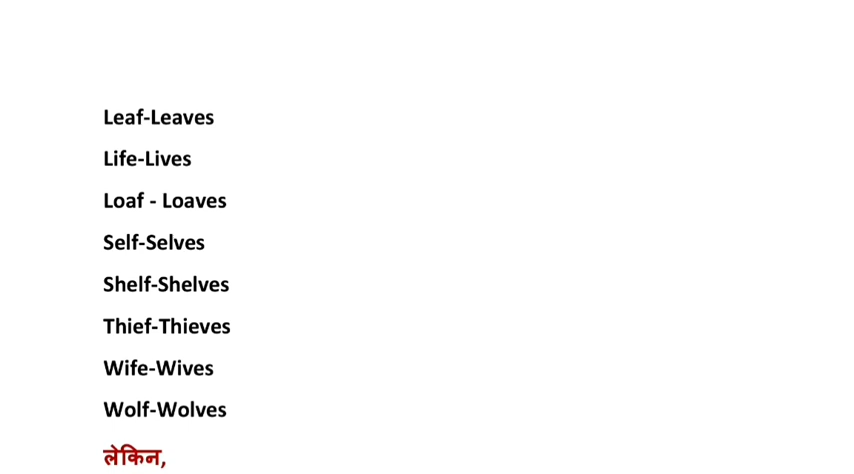 Leaf-Leaves
Life-Lives
Loaf - Loaves
Self-Selves
Shelf-Shelves
Thief-Thieves
Wife-Wives
Wolf-Wolves
लेकिन,